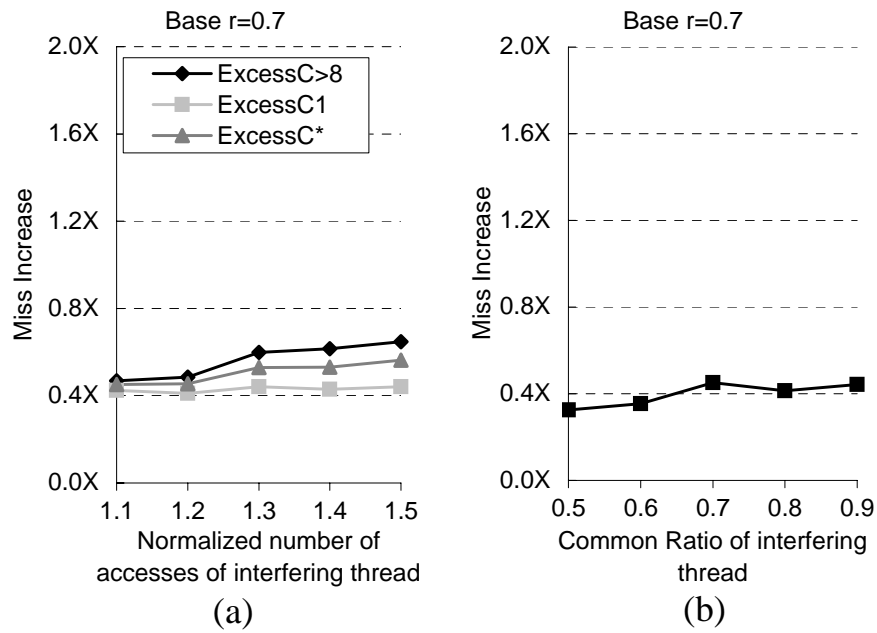 Base r=0.7
2.0X
1.6X
1.2X
0.8X
0.4X
0.0X
Miss Increase
ExcessC>8
ExcessC1
ExcessC*
1.1 1.2 1.3 1.4 1.5
Normalized number of
accesses of interfering thread
(a)
Base r=0.7
2.0X
1.6X
1.2X
0.8X
0.4X
0.0X
Miss Increase
0.5 0.6 0.7 0.8 0.9
Common Ratio of interfering
thread
(b)